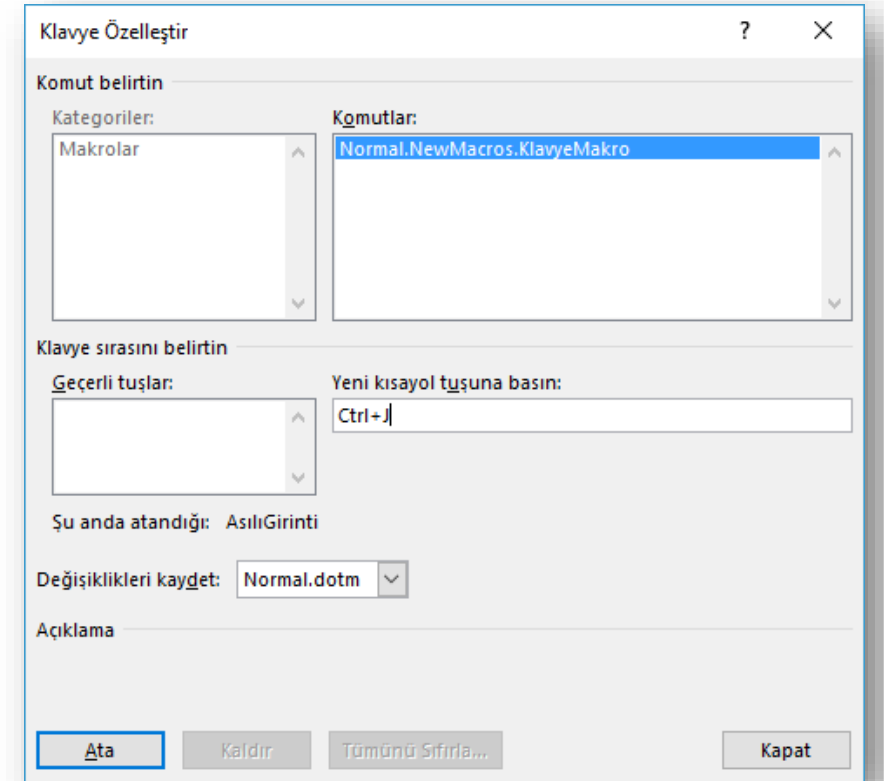 Klavye Özelleştir ? ×
Komut belirtin
Kategoriler: Komutlar:
Makrolar Normal.NewMacros.KlavyeMakro
Klavye sırasını belirtin
Geçerli tuşlar: Yeni kısayol tuşuna basın:
Ctrl+J
Şu anda atandığı: AsılıGirinti
Değişiklikleri kaydet: Normal.dotm
Açıklama
Ata Kaldır Tümünü Sıfırla... Kapat